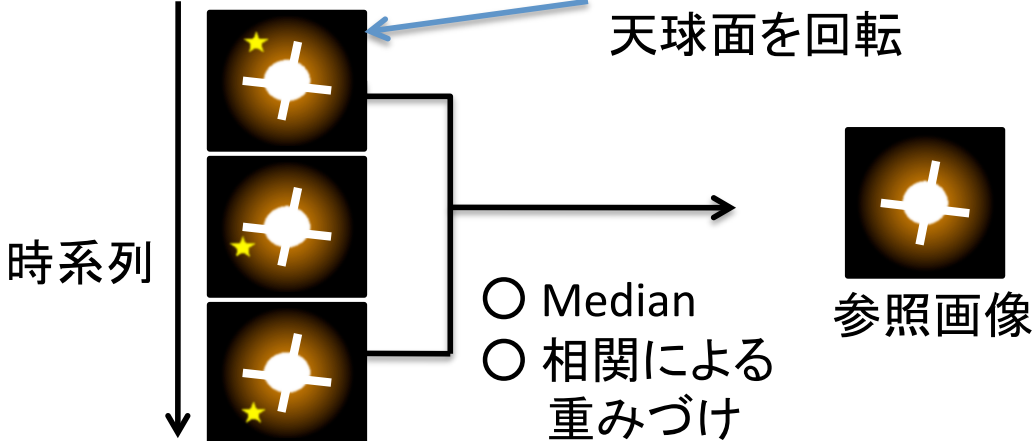 天球面を回転
時系列
○ Median
○ 相関による
重みづけ
参照画像